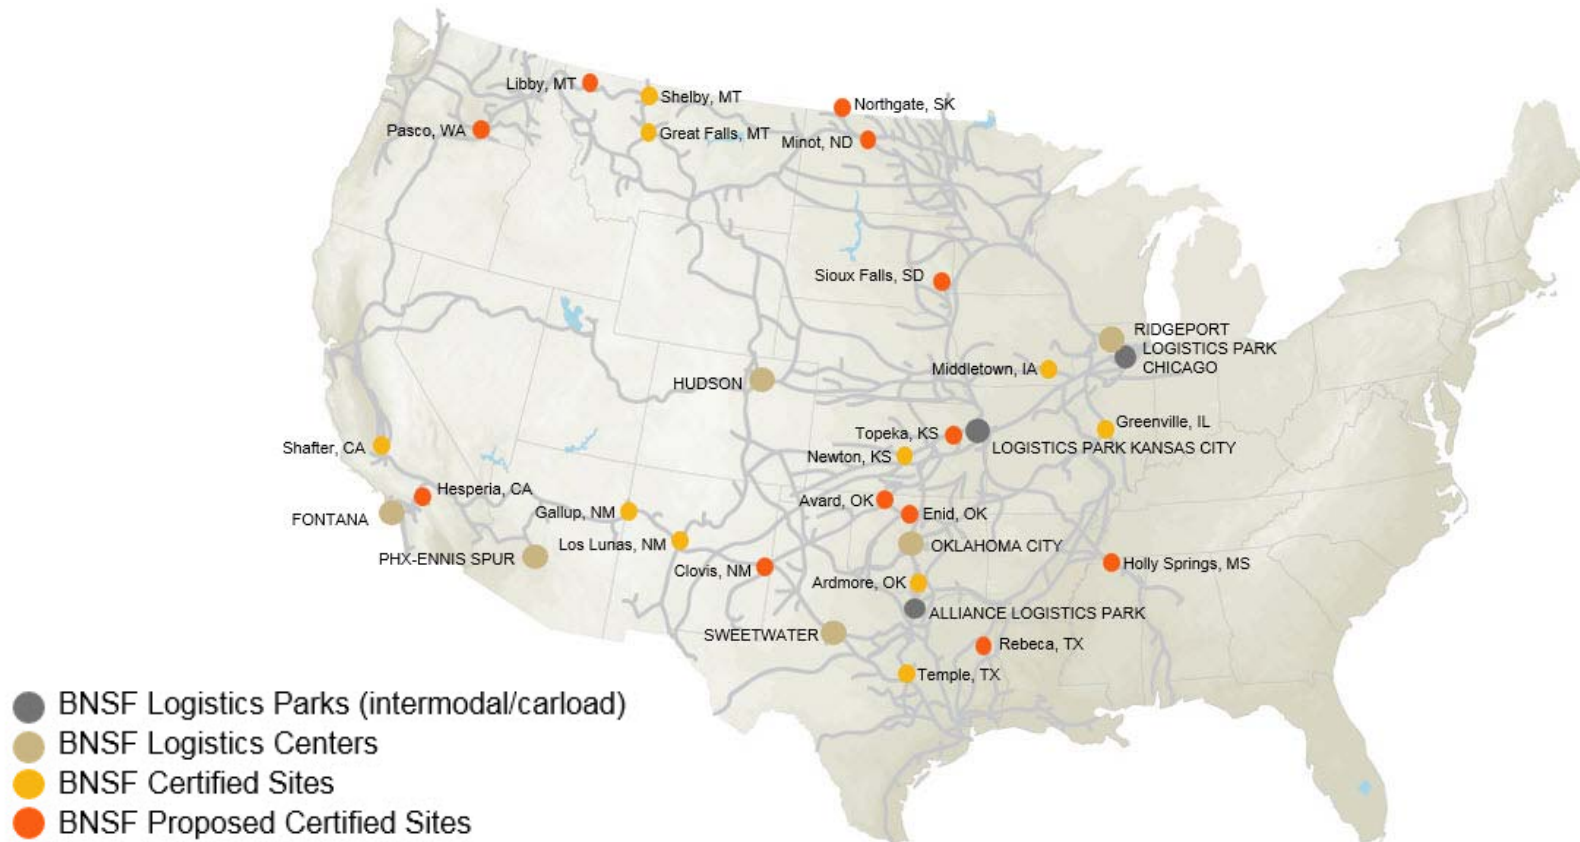 Libby, MT
Shelby, MT
Northgate, SK
Pasco, WA
Great Falls, MT
Minot, ND
Sioux Falls, SD
RIDGEPORT
LOGISTICS PARK
CHICAGO
Middletown, IA
HUDSON
Greenville, IL
Topeka, KS
Shafter, CA
LOGISTICS PARK KANSAS CITY
Newton, KS
Hesperia, CA
Avard, OK
Gallup, NM
Enid, OK
FONTANA
Los Lunas, NM
OKLAHOMA CITY
PHX-ENNIS SPUR
Clovis, NM
Holly Springs, MS
Ardmore, OK
ALLIANCE LOGISTICS PARK
SWEETWATER
Rebeca, TX
Temple, TX
BNSF Logistics Parks (intermodal/carload)
BNSF Logistics Centers
BNSF Certified Sites
BNSF Proposed Certified Sites